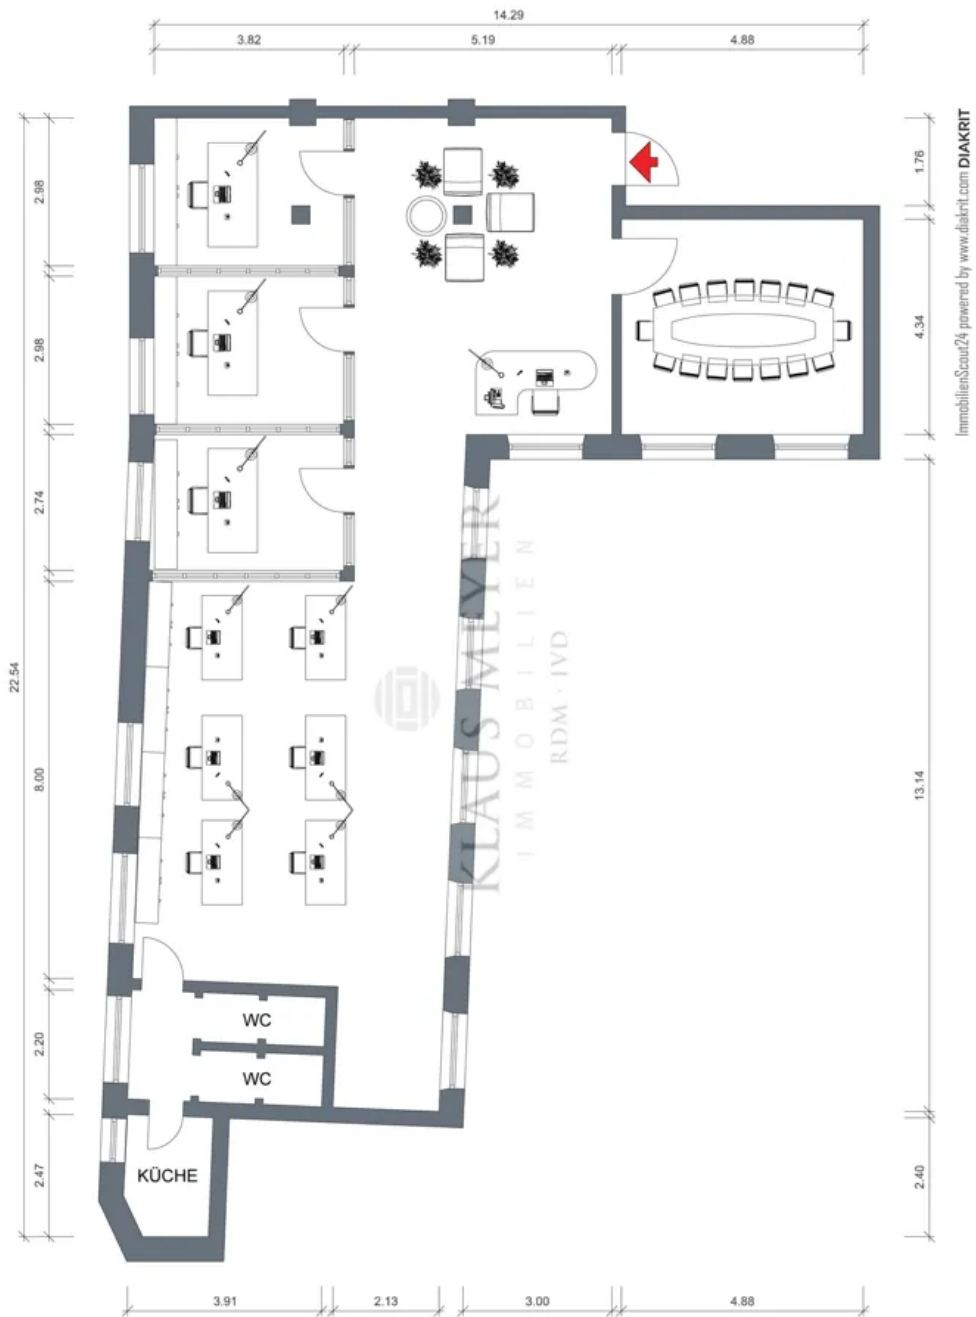 14.29
3.82
5.19
4.88
2.98
2.98
2.74
22.54
8.00
2.20
2.47
1.76
4.34
13.14
2.40
ImmobilienScout24 powered by www.diakrit.com DIAKRIT
KLAUS MEYER
IMMOBILIEN
RDM · IVD
WC
WC
KÜCHE
3.91
2.13
3.00
4.88